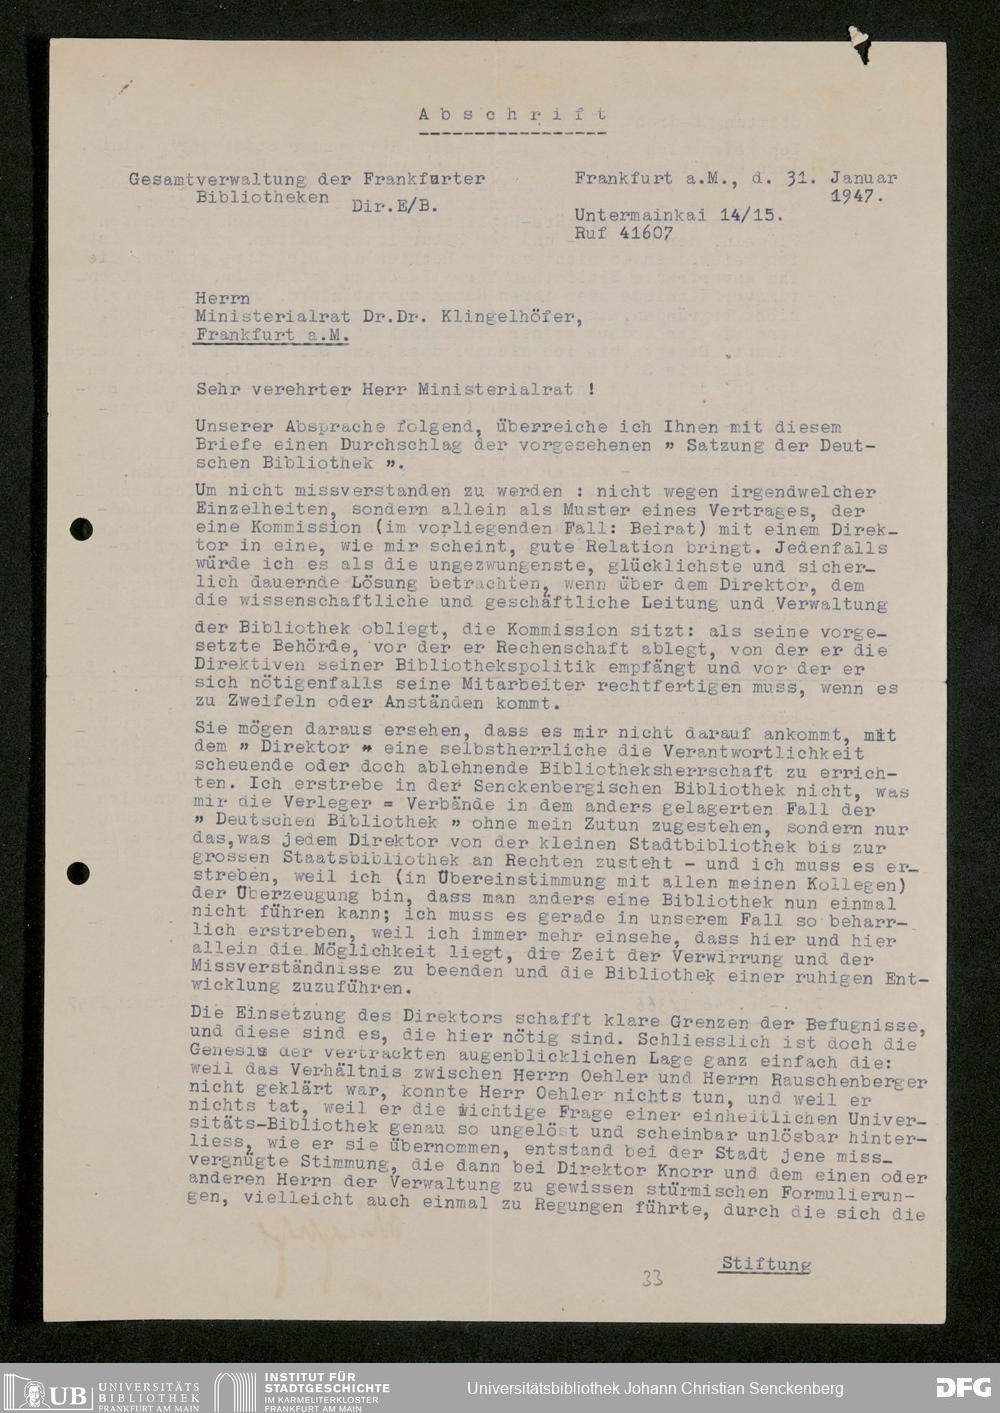 Abschrift
Gesamtverwaltung der Frankfurter
Bibliotheken
Dir.E/B.
Frankfurt a.M., d. 31. Januar
1947.
Untermainkai 14/15.
Ruf 41607
Herrn
Ministerialrat Dr.Dr. Klingelhöfer,
Frankfurt a.M.
Sehr verehrter Herr Ministerialrat !
Unserer Absprache folgend, überreiche ich Ihnen mit diesem
Briefe einen Durchschlag der vorgesehenen " Satzung der Deut-
schen Bibliothek ".
Um nicht missverstanden zu werden : nicht wegen irgendwelcher
Einzelheiten, sondern allein als Muster eines Vertrages, der
eine Kommission (im vorliegenden Fall: Beirat) mit einem Direk-
tor in eine, wie mir scheint, gute Relation bringt. Jedenfalls
würde ich es als die ungezwungenste, glücklichste und sicher-
lich dauernde Lösung betrachten, wenn über dem Direktor, dem
die wissenschaftliche und geschäftliche Leitung und Verwaltung
der Bibliothek obliegt, die Kommission sitzt: als seine vorge-
setzte Behörde, vor der er Rechenschaft ablegt, von der er die
Direktiven seiner Bibliothekspolitik empfängt und vor der er
sich nötigenfalls seine Mitarbeiter rechtfertigen muss, wenn es
zu Zweifeln oder Anständen kommt.
Sie mögen daraus ersehen, dass es mir nicht darauf ankommt, mit
dem " Direktor " eine selbstherrliche die Verantwortlichkeit
scheuende oder doch ablehnende Bibliotheksherrschaft zu errich-
ten. Ich erstrebe in der Senckenbergischen Bibliothek nicht, was
mir die Verleger = Verbände in dem anders gelagerten Fall der
" Deutschen Bibliothek " ohne mein Zutun zugestehen, sondern nur
das,was jedem Direktor von der kleinen Stadtbibliothek bis zur
grossen Staatsbibliothek an Rechten zusteht - und ich muss es er-
streben, weil ich (in Übereinstimmung mit allen meinen Kollegen)
der Überzeugung bin, dass man anders eine Bibliothek nun einmal
nicht führen kann; ich muss es gerade in unserem Fall so beharr-
lich erstreben, weil ich immer mehr einsehe, dass hier und hier
allein die Möglichkeit liegt, die Zeit der Verwirrung und der
Missverständnisse zu beenden und die Bibliothek einer ruhigen Ent-
wicklung zuzuführen.
Die Einsetzung des Direktors schafft klare Grenzen der Befugnisse,
und diese sind es, die hier nötig sind. Schliesslich ist doch die
Genesis der vertrackten augenblicklichen Lage ganz einfach die:
weil das Verhältnis zwischen Herrn Oehler und Herrn Rauschenberger
nicht geklärt war, konnte Herr Oehler nichts tun, und weil er
nichts tat, weil er die wichtige Frage einer einheitlichen Univer-
sitäts-Bibliothek genau so ungelöst und scheinbar unlösbar hinter-
liess, wie er sie übernommen, entstand bei der Stadt jene miss-
vergnügte Stimmung, die dann bei Direktor Knorr und dem einen oder
anderen Herrn der Verwaltung zu gewissen stürmischen Formulierun-
gen, vielleicht auch einmal zu Regungen führte, durch die sich die
Stiftung
33
UB UNIVERSITÄTS
BIBLIOTHEK
FRANKFURT AM MAIN
INSTITUT FÜR
STADTGESCHICHTE
IM KARMELITERKLOSTER
FRANKFURT AM MAIN
Universitätsbibliothek Johann Christian Senckenberg
DFG